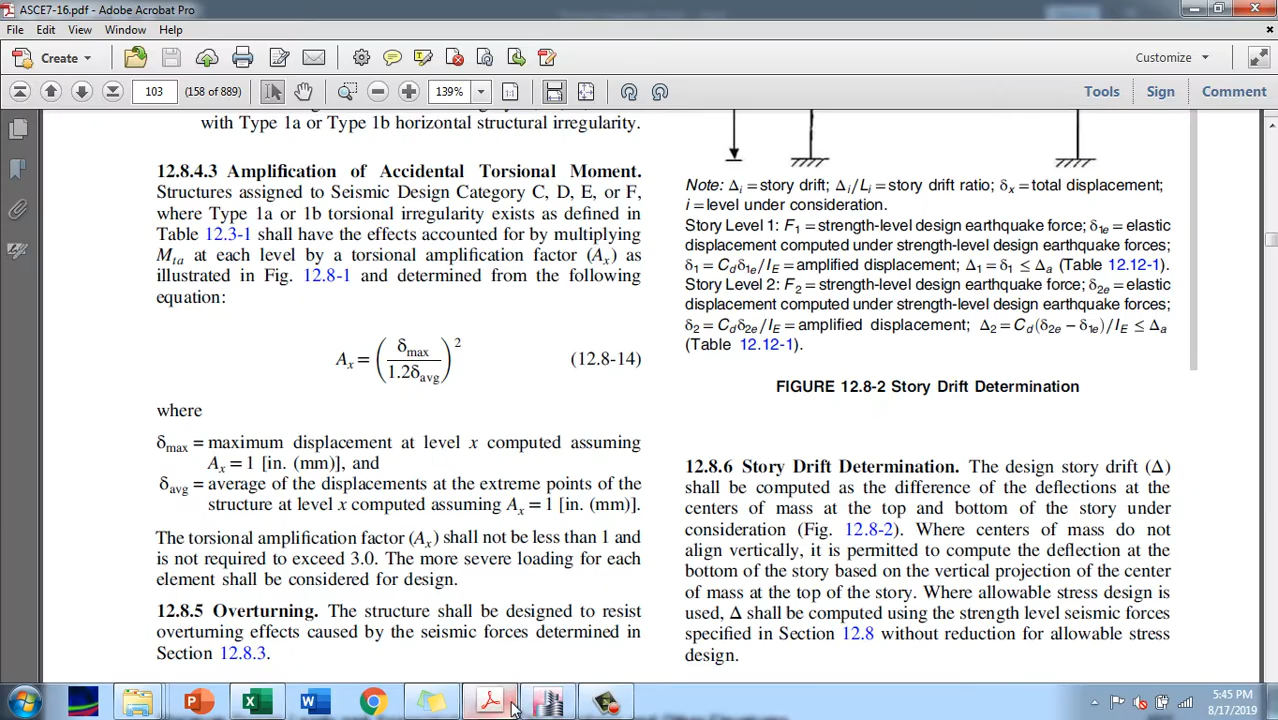 ASCE7-16.pdf - Adobe Acrobat Pro
File Edit View Window Help
Create
Customize
103 (158 of 889) 139% Tools Sign Comment
with Type 1a or Type 1b horizontal structural irregularity.
12.8.4.3 Amplification of Accidental Torsional Moment.
Structures assigned to Seismic Design Category C, D, E, or F,
where Type 1a or 1b torsional irregularity exists as defined in
Table 12.3-1 shall have the effects accounted for by multiplying
Mta at each level by a torsional amplification factor (Ax) as
illustrated in Fig. 12.8-1 and determined from the following
equation:
Ax = (δmax / 1.2δavg)² (12.8-14)
where
δmax = maximum displacement at level x computed assuming
Ax = 1 [in. (mm)], and
δavg = average of the displacements at the extreme points of the
structure at level x computed assuming Ax = 1 [in. (mm)].
The torsional amplification factor (Ax) shall not be less than 1 and
is not required to exceed 3.0. The more severe loading for each
element shall be considered for design.
12.8.5 Overturning. The structure shall be designed to resist
overturning effects caused by the seismic forces determined in
Section 12.8.3.
Note: Δi = story drift; Δi/Li = story drift ratio; δx = total displacement;
i = level under consideration.
Story Level 1: F1 = strength-level design earthquake force; δ1e = elastic
displacement computed under strength-level design earthquake forces;
δ1 = Cdδ1e/IE = amplified displacement; Δ1 = δ1 ≤ Δa (Table 12.12-1).
Story Level 2: F2 = strength-level design earthquake force; δ2e = elastic
displacement computed under strength-level design earthquake forces;
δ2 = Cdδ2e/IE = amplified displacement; Δ2 = Cd(δ2e − δ1e)/IE ≤ Δa
(Table 12.12-1).
FIGURE 12.8-2 Story Drift Determination
12.8.6 Story Drift Determination. The design story drift (Δ)
shall be computed as the difference of the deflections at the
centers of mass at the top and bottom of the story under
consideration (Fig. 12.8-2). Where centers of mass do not
align vertically, it is permitted to compute the deflection at the
bottom of the story based on the vertical projection of the center
of mass at the top of the story. Where allowable stress design is
used, Δ shall be computed using the strength level seismic forces
specified in Section 12.8 without reduction for allowable stress
design.
5:45 PM
8/17/2019